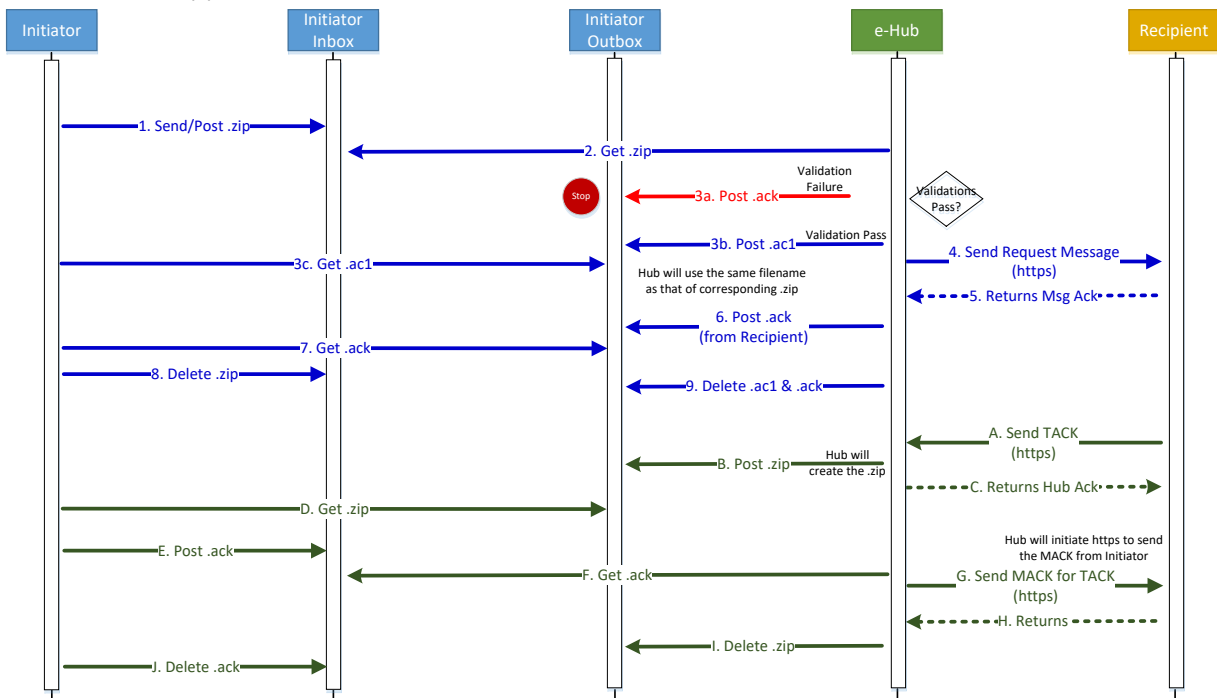 Initiator
Initiator
Inbox
Initiator
Outbox
e-Hub
Recipient
1. Send/Post .zip
2. Get .zip
Validation
Failure
Stop
3a. Post .ack
Validations
Pass?
Validation Pass
3b. Post .ac1
3c. Get .ac1
4. Send Request Message
(https)
Hub will use the same filename
as that of corresponding .zip
5. Returns Msg Ack
6. Post .ack
(from Recipient)
7. Get .ack
8. Delete .zip
9. Delete .ac1 & .ack
A. Send TACK
(https)
B. Post .zip
Hub will
create the .zip
C. Returns Hub Ack
D. Get .zip
E. Post .ack
Hub will initiate https to send
the MACK from Initiator
F. Get .ack
G. Send MACK for TACK
(https)
H. Returns
I. Delete .zip
J. Delete .ack